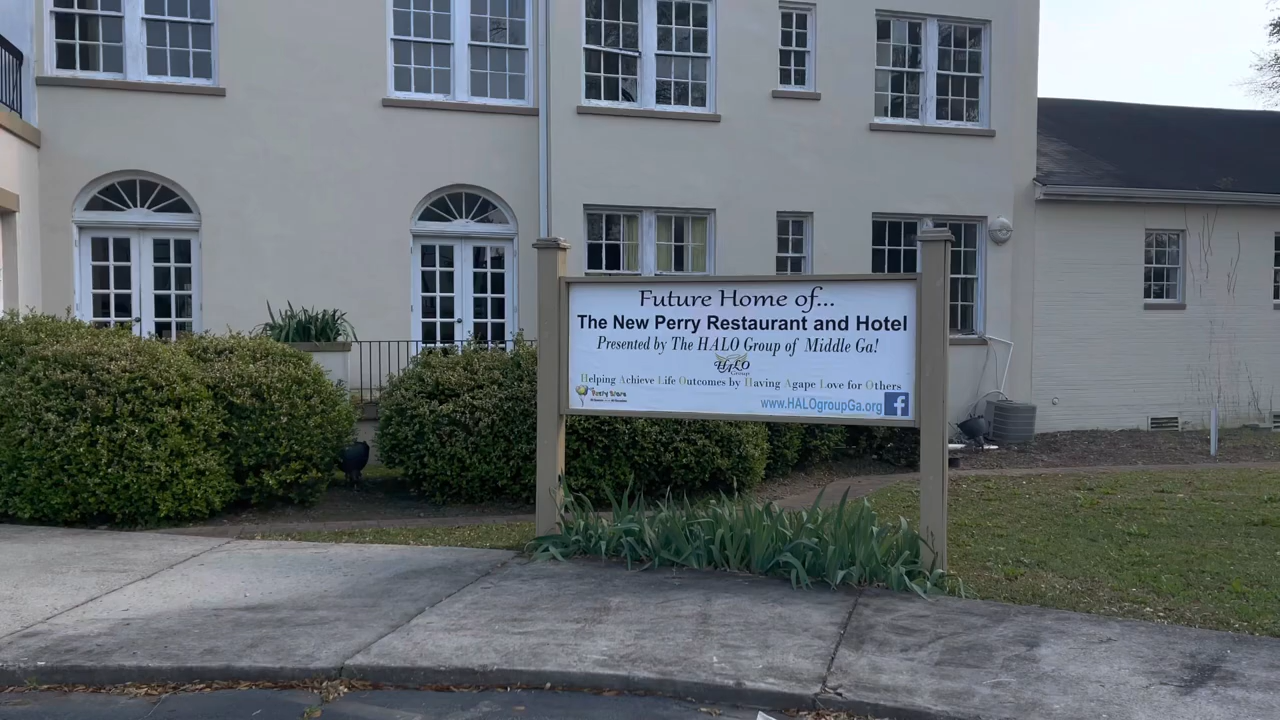 Future Home of...
The New Perry Restaurant and Hotel
Presented by The HALO Group of Middle Ga!
HALO
Group
Helping Achieve Life Outcomes by Having Agape Love for Others
www.HALOgroupGa.org
f